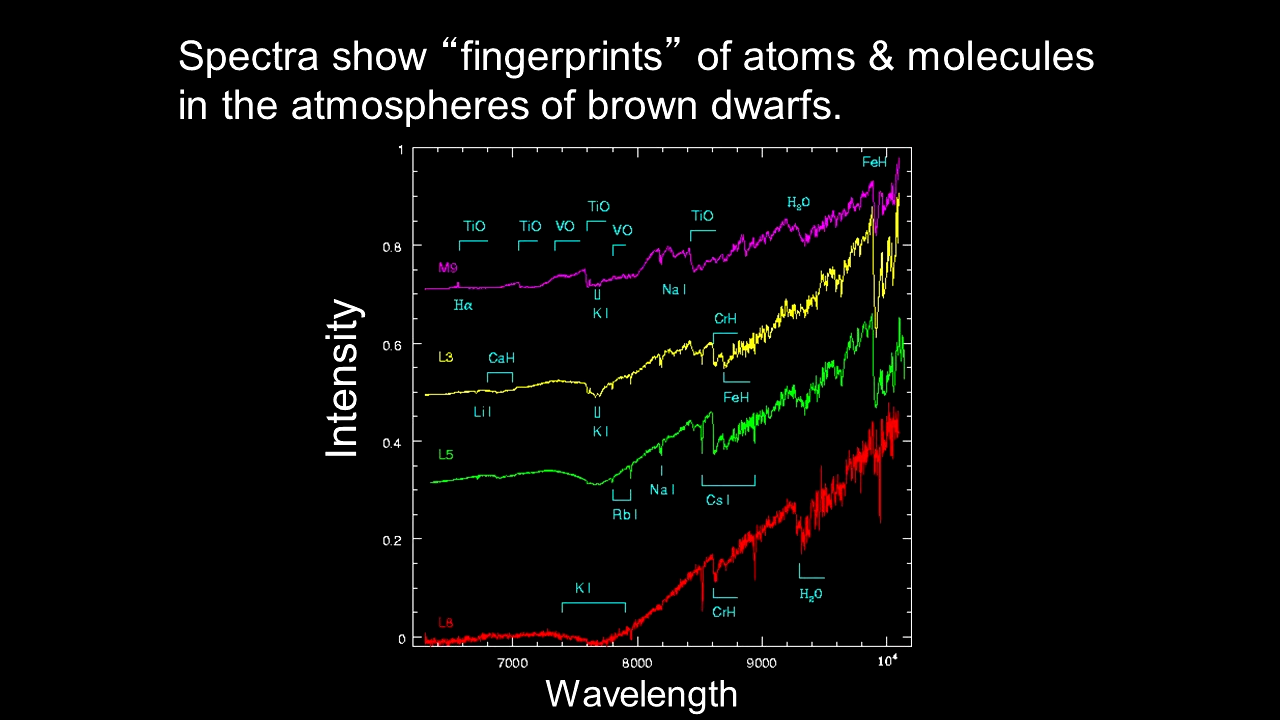 Spectra show “fingerprints” of atoms & molecules
in the atmospheres of brown dwarfs.
1
FeH
TiO
H₂O
TiO
TiO
TiO
VO
VO
0.8
M9
Na I
Hα
K I
CrH
0.6
L3
CaH
FeH
Li I
K I
0.4
L5
Na I
Cs I
Rb I
0.2
K I
H₂O
CrH
L8
0
7000
8000
9000
10⁴
Intensity
Wavelength